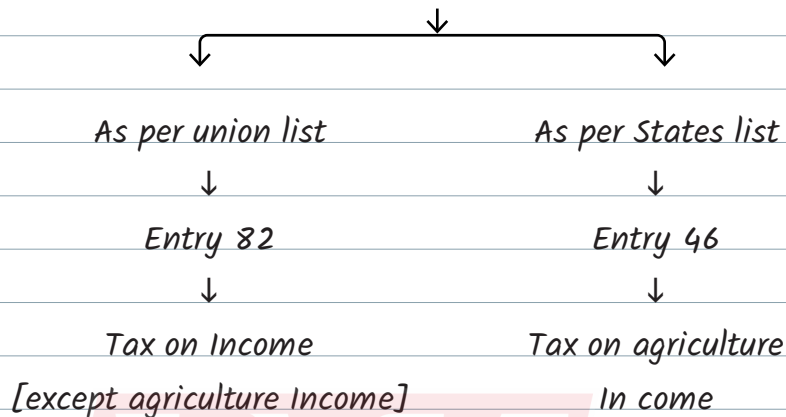 As per union list
As per States list
Entry 82
Entry 46
Tax on Income
Tax on agriculture
[except agriculture Income]
In come